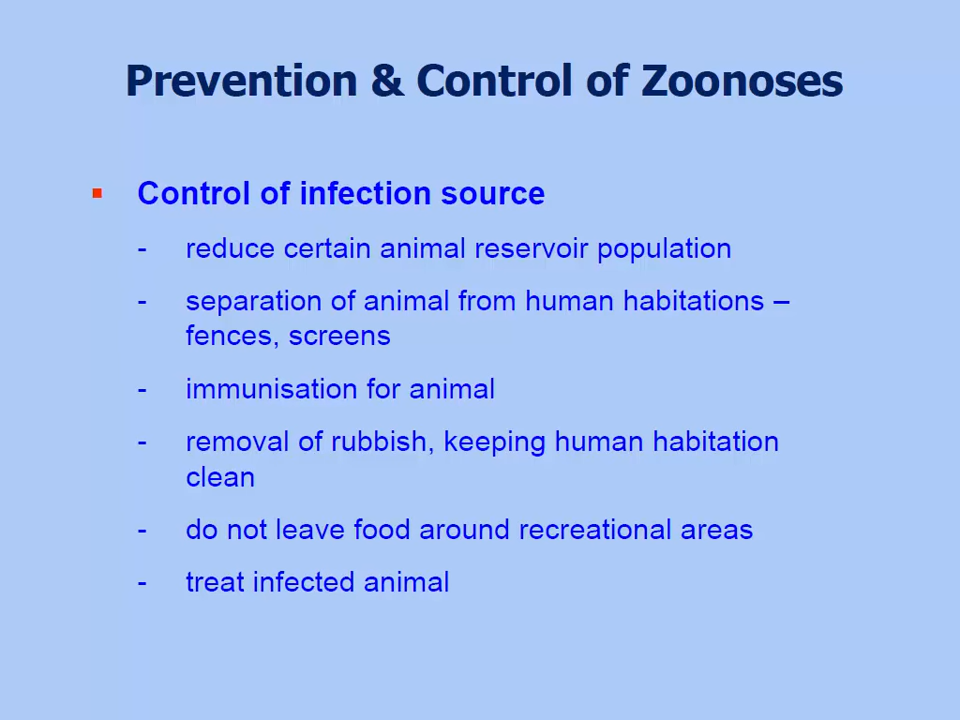 Prevention & Control of Zoonoses
▪ Control of infection source
- reduce certain animal reservoir population
- separation of animal from human habitations –
fences, screens
- immunisation for animal
- removal of rubbish, keeping human habitation
clean
- do not leave food around recreational areas
- treat infected animal